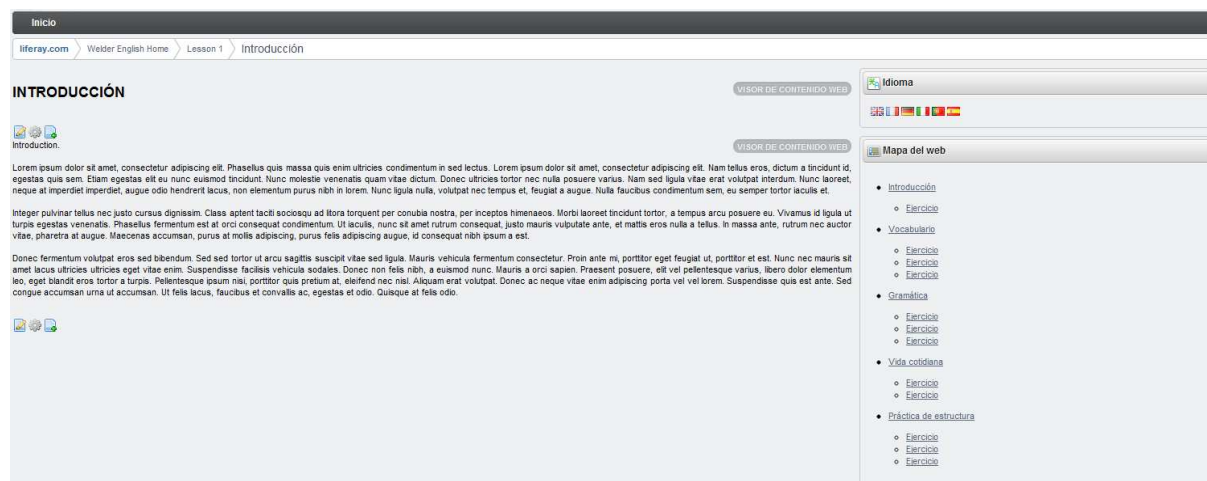 Inicio
liferay.com Welder English Home Lesson 1 Introducción
INTRODUCCIÓN
VISOR DE CONTENIDO WEB
Introduction.
VISOR DE CONTENIDO WEB
Lorem ipsum dolor sit amet, consectetur adipiscing elit. Phasellus quis massa quis enim ultricies condimentum in sed lectus. Lorem ipsum dolor sit amet, consectetur adipiscing elit. Nam tellus eros, dictum a tincidunt id,
egestas quis sem. Etiam egestas elit eu nunc euismod tincidunt. Nunc molestie venenatis quam vitae dictum. Donec ultricies tortor nec nulla posuere varius. Nam sed ligula vitae erat volutpat interdum. Nunc laoreet,
neque at imperdiet imperdiet, augue odio hendrerit lacus, non elementum purus nibh in lorem. Nunc ligula nulla, volutpat nec tempus et, feugiat a augue. Nulla faucibus condimentum sem, eu semper tortor iaculis et.
Integer pulvinar tellus nec justo cursus dignissim. Class aptent taciti sociosqu ad litora torquent per conubia nostra, per inceptos himenaeos. Morbi laoreet tincidunt tortor, a tempus arcu posuere eu. Vivamus id ligula ut
turpis egestas venenatis. Phasellus fermentum est at orci consequat condimentum. Ut iaculis, nunc sit amet rutrum consequat, justo mauris vulputate ante, et mattis eros nulla a tellus. In massa ante, rutrum nec auctor
vitae, pharetra at augue. Maecenas accumsan, purus at mollis adipiscing, purus felis adipiscing augue, id consequat nibh ipsum a est.
Donec fermentum volutpat eros sed bibendum. Sed sed tortor ut arcu sagittis suscipit vitae sed ligula. Mauris vehicula fermentum consectetur. Proin ante mi, porttitor eget feugiat ut, porttitor et est. Nunc nec mauris sit
amet lacus ultricies ultricies eget vitae enim. Suspendisse facilisis vehicula sodales. Donec non felis nibh, a euismod nunc. Mauris a orci sapien. Praesent posuere, elit vel pellentesque varius, libero dolor elementum
leo, eget blandit eros tortor a turpis. Pellentesque ipsum nisi, porttitor quis pretium at, eleifend nec nisl. Aliquam erat volutpat. Donec ac neque vitae enim adipiscing porta vel vel lorem. Suspendisse quis est ante. Sed
congue accumsan urna ut accumsan. Ut felis lacus, faucibus et convallis ac, egestas et odio. Quisque at felis odio.
Idioma
Mapa del web
Introducción
Ejercicio
Vocabulario
Ejercicio
Ejercicio
Ejercicio
Gramática
Ejercicio
Ejercicio
Ejercicio
Vida cotidiana
Ejercicio
Ejercicio
Práctica de estructura
Ejercicio
Ejercicio
Ejercicio